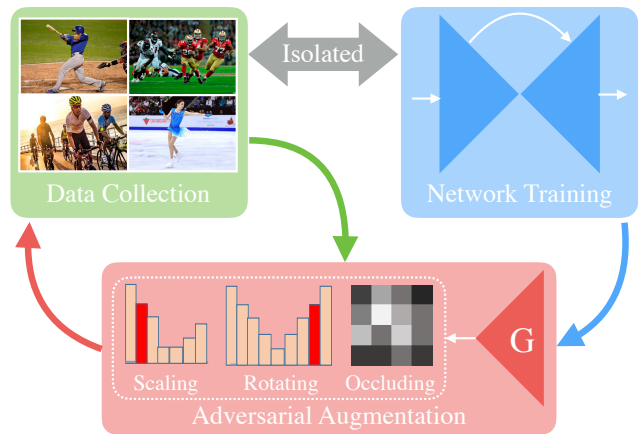 Isolated
Data Collection
Network Training
G
Scaling
Rotating
Occluding
Adversarial Augmentation